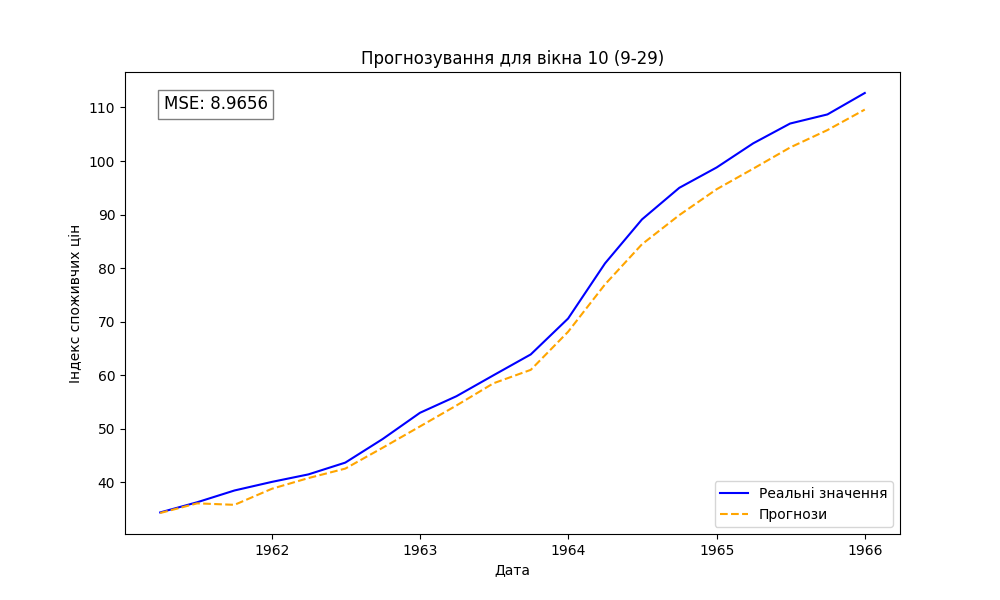 Прогнозування для вікна 10 (9-29)
MSE: 8.9656
110
100
90
80
70
60
50
40
Індекс споживчих цін
1962
1963
1964
1965
1966
Дата
Реальні значення
Прогнози